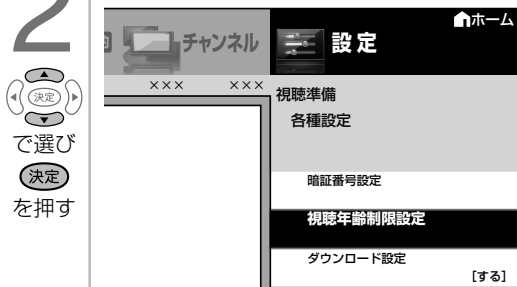 2
決定
で選び
決定
を押す
チャンネル
設定
ホーム
×××
×××
視聴準備
各種設定
暗証番号設定
視聴年齢制限設定
ダウンロード設定
[する]